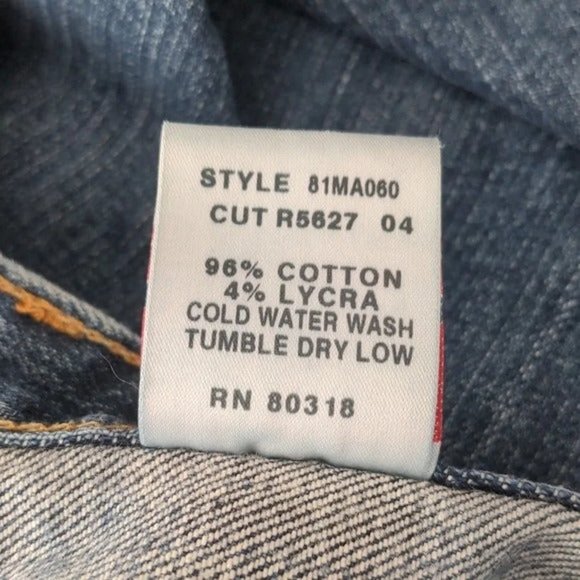 STYLE 81MA060
CUT R5627 04
96% COTTON
4% LYCRA
COLD WATER WASH
TUMBLE DRY LOW
RN 80318